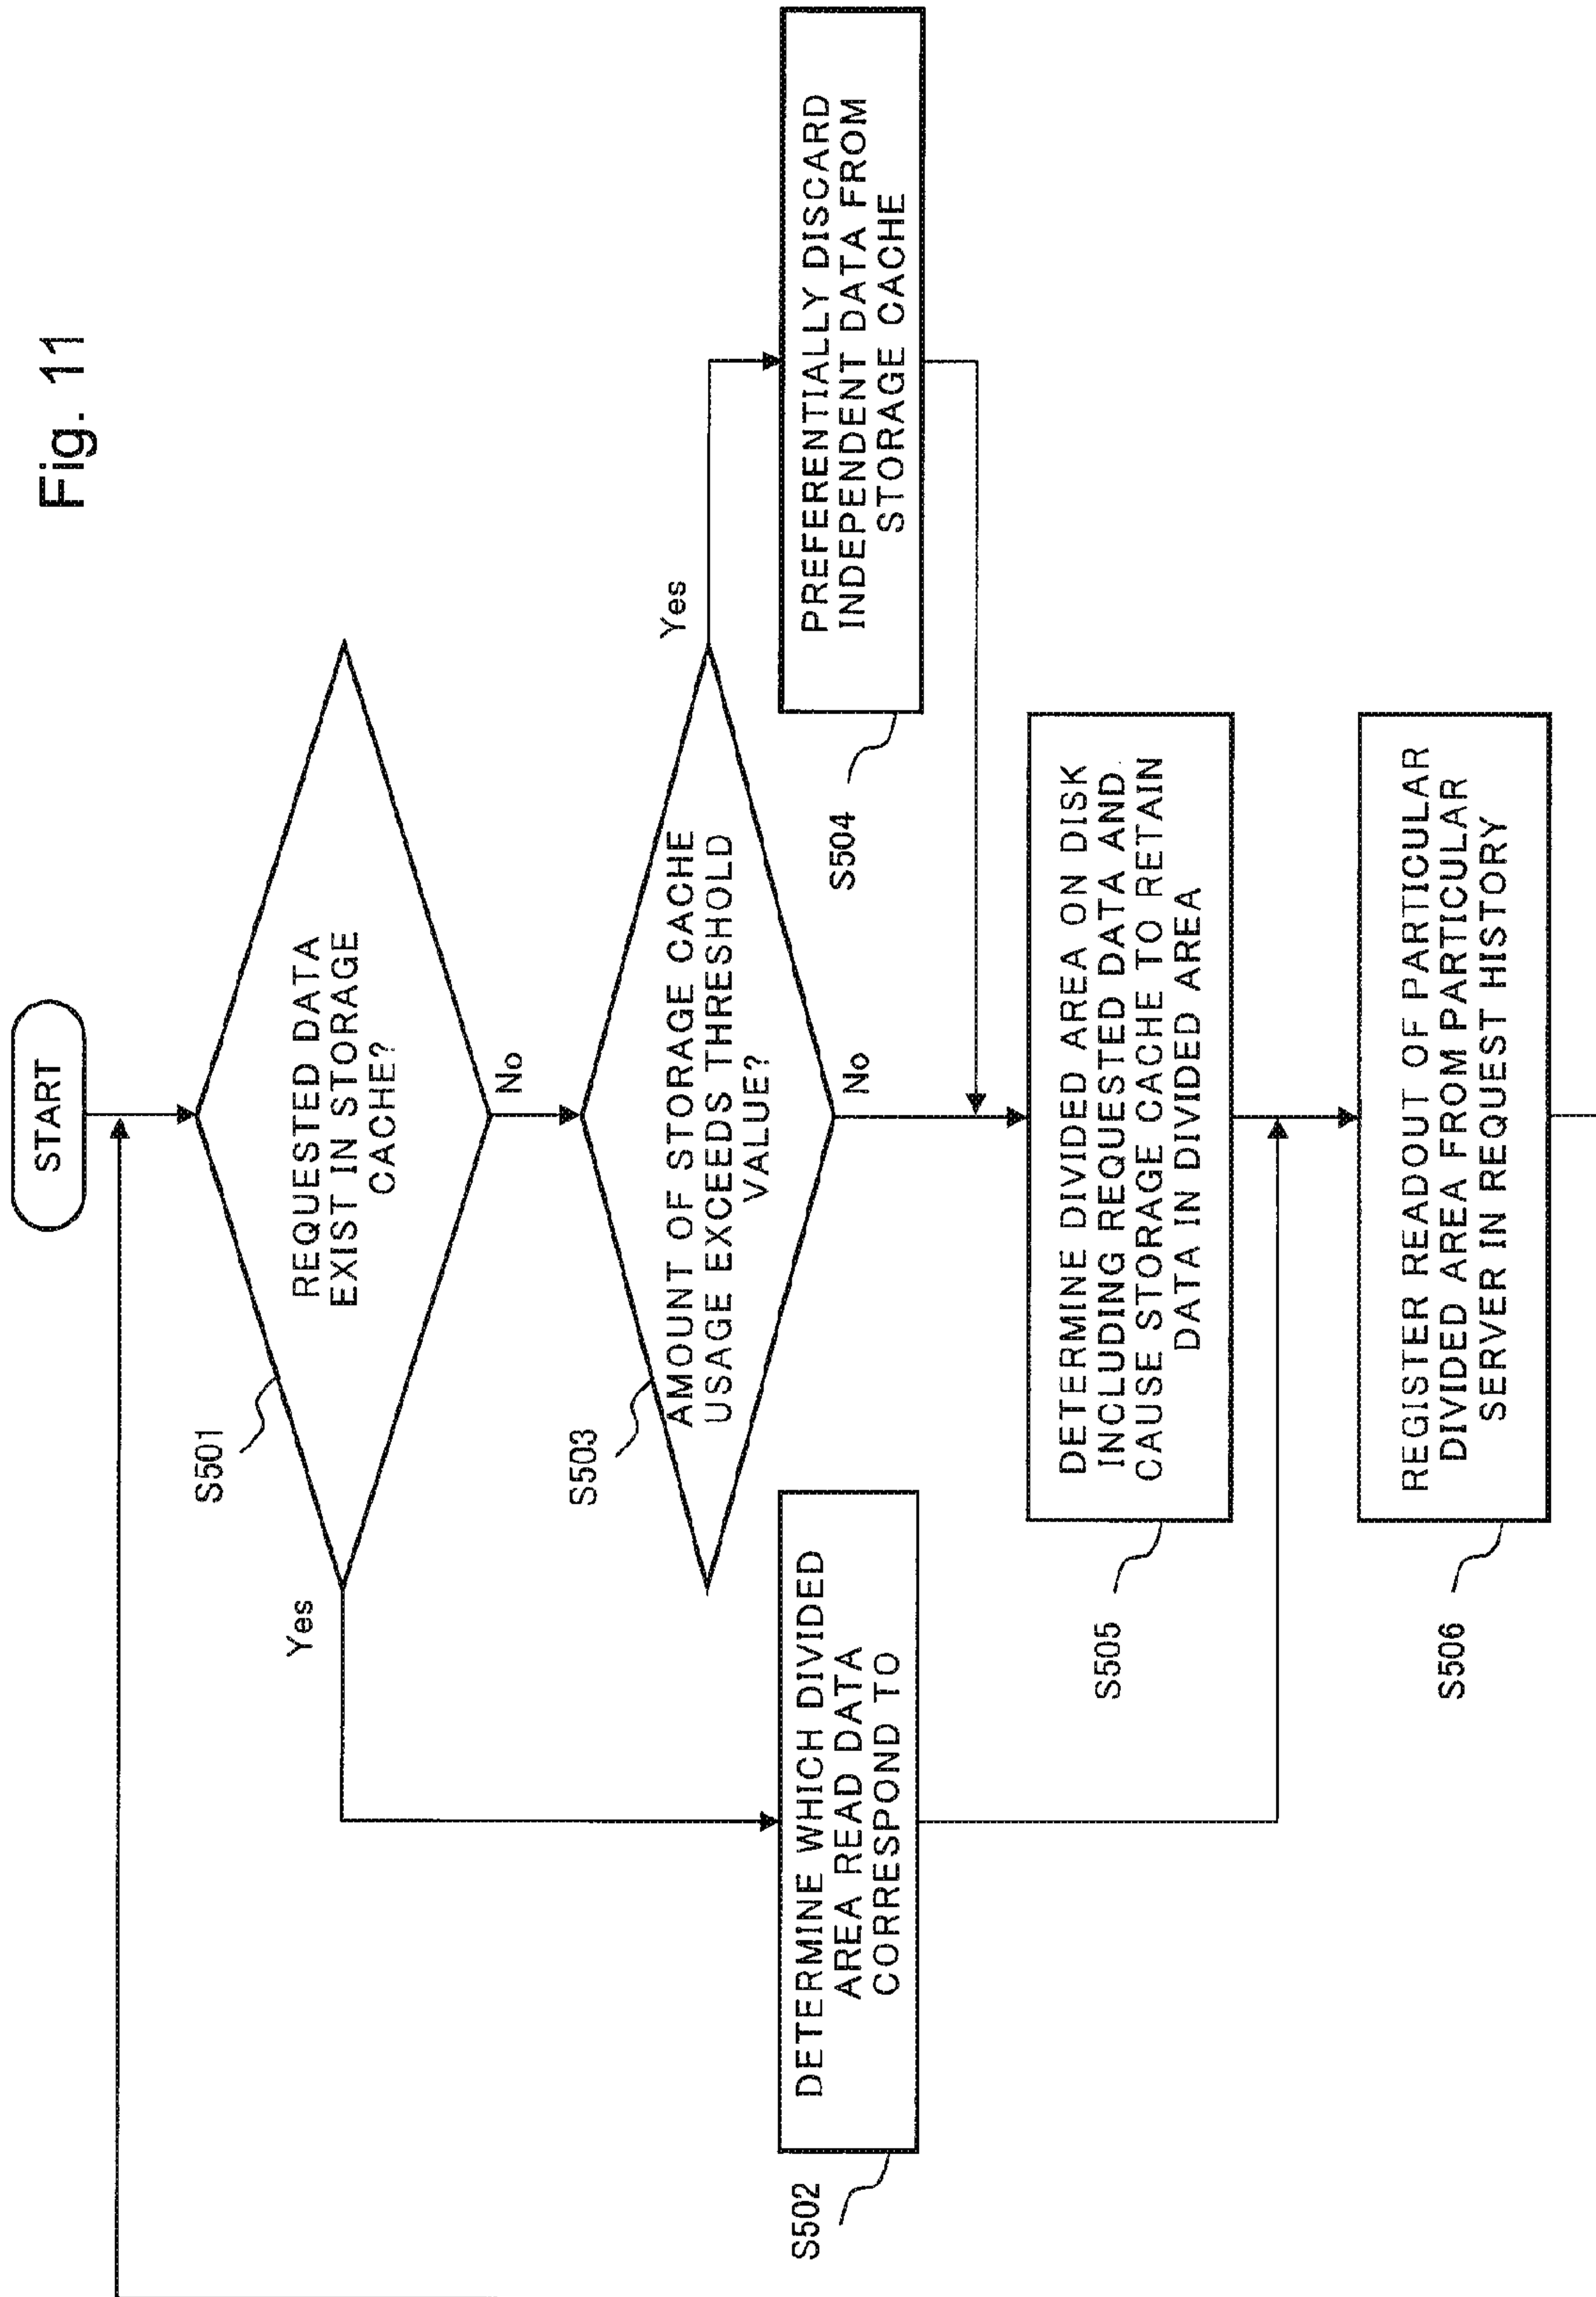 Fig. 11
START
REQUESTED DATA
EXIST IN STORAGE
CACHE?
S501
Yes
No
AMOUNT OF STORAGE CACHE
USAGE EXCEEDS THRESHOLD
VALUE?
S503
Yes
No
DETERMINE WHICH DIVIDED
AREA READ DATA
CORRESPOND TO
S502
PREFERENTIALLY DISCARD
INDEPENDENT DATA FROM
STORAGE CACHE
S504
DETERMINE DIVIDED AREA ON DISK
INCLUDING REQUESTED DATA AND
CAUSE STORAGE CACHE TO RETAIN
DATA IN DIVIDED AREA
S505
REGISTER READOUT OF PARTICULAR
DIVIDED AREA FROM PARTICULAR
SERVER IN REQUEST HISTORY
S506